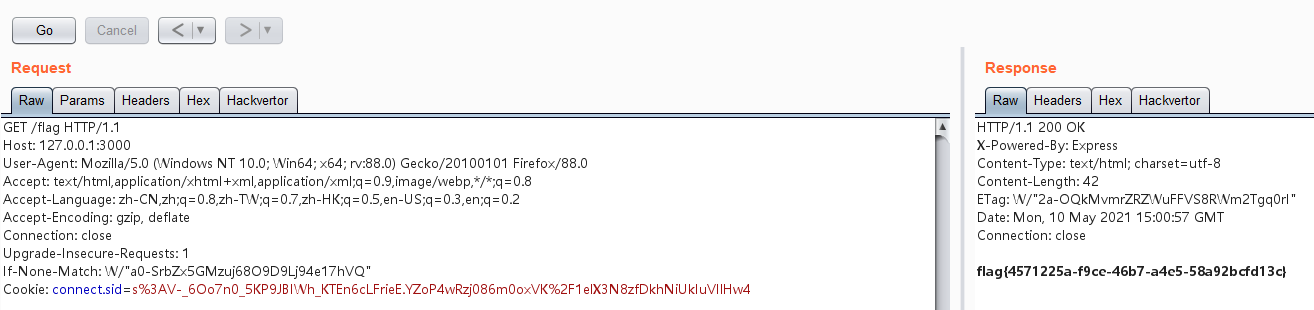 Go Cancel < ▼ > ▼
Request
Raw Params Headers Hex Hackvertor
GET /flag HTTP/1.1
Host: 127.0.0.1:3000
User-Agent: Mozilla/5.0 (Windows NT 10.0; Win64; x64; rv:88.0) Gecko/20100101 Firefox/88.0
Accept: text/html,application/xhtml+xml,application/xml;q=0.9,image/webp,*/*;q=0.8
Accept-Language: zh-CN,zh;q=0.8,zh-TW;q=0.7,zh-HK;q=0.5,en-US;q=0.3,en;q=0.2
Accept-Encoding: gzip, deflate
Connection: close
Upgrade-Insecure-Requests: 1
If-None-Match: W/"a0-SrbZx5GMzuj68O9D9Lj94e17hVQ"
Cookie: connect.sid=s%3AV-_6Oo7n0_5KP9JBIWh_KTEn6cLFrieE.YZoP4wRzj086m0oxVK%2F1eIX3N8zfDkhNiUkIuVIIHw4
Response
Raw Headers Hex Hackvertor
HTTP/1.1 200 OK
X-Powered-By: Express
Content-Type: text/html; charset=utf-8
Content-Length: 42
ETag: W/"2a-OQkMvmrZRZWuFFVS8RWm2Tgq0rI"
Date: Mon, 10 May 2021 15:00:57 GMT
Connection: close
flag{4571225a-f9ce-46b7-a4e5-58a92bcfd13c}